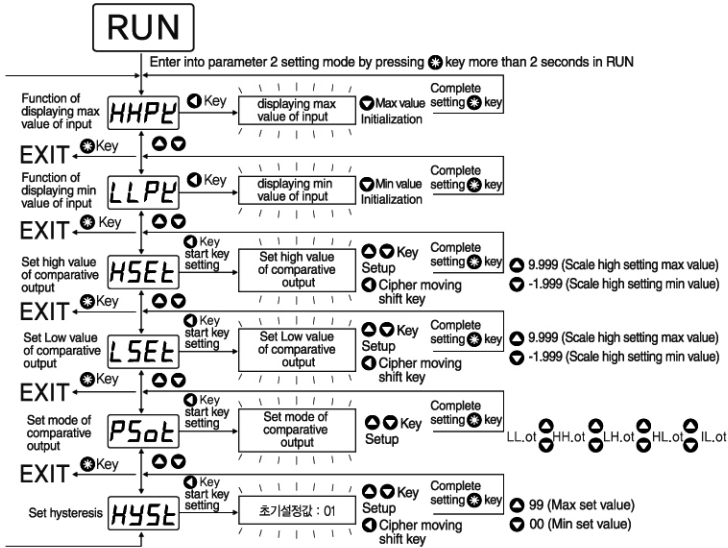 RUN
Enter into parameter 2 setting mode by pressing ✱ key more than 2 seconds in RUN
Function of
displaying max
value of input
HHPK
◀ Key
displaying max
value of input
▼Max value
Initialization
Complete
setting ✱ key
EXIT
✱Key
▲▼
Function of
displaying min
value of input
LLPK
◀ Key
displaying min
value of input
▼Min value
Initialization
Complete
setting ✱ key
EXIT
✱ Key
▲▼
Set high value
of comparative
output
HSEt
◀ Key
start key
setting
Set high value
of comparative
output
▲▼ Key
Setup
◀ Cipher moving
shift key
Complete
setting ✱ key
▲ 9.999 (Scale high setting max value)
▼ -1.999 (Scale high setting min value)
EXIT
✱ Key
▲▼
Set Low value
of comparative
output
LSEt
◀ Key
start key
setting
Set Low value
of comparative
output
▲▼ Key
Setup
◀ Cipher moving
shift key
Complete
setting ✱ key
▲ 9.999 (Scale high setting max value)
▼ -1.999 (Scale high setting min value)
EXIT
✱ Key
▲▼
Set mode of
comparative
output
PSot
◀ Key
start key
setting
Set mode of
comparative
output
▲▼ Key
Setup
Complete
setting ✱ key
LL.ot ▲▼ HH.ot ▲▼ LH.ot ▲▼ HL.ot ▲▼ IL.ot
EXIT
✱Key
▲▼
Set hysteresis
HYSt
◀ Key
start key
setting
초기설정값 : 01
▲▼ Key
Setup
◀ Cipher moving
shift key
Complete
setting ✱ key
▲ 99 (Max set value)
▼ 00 (Min set value)